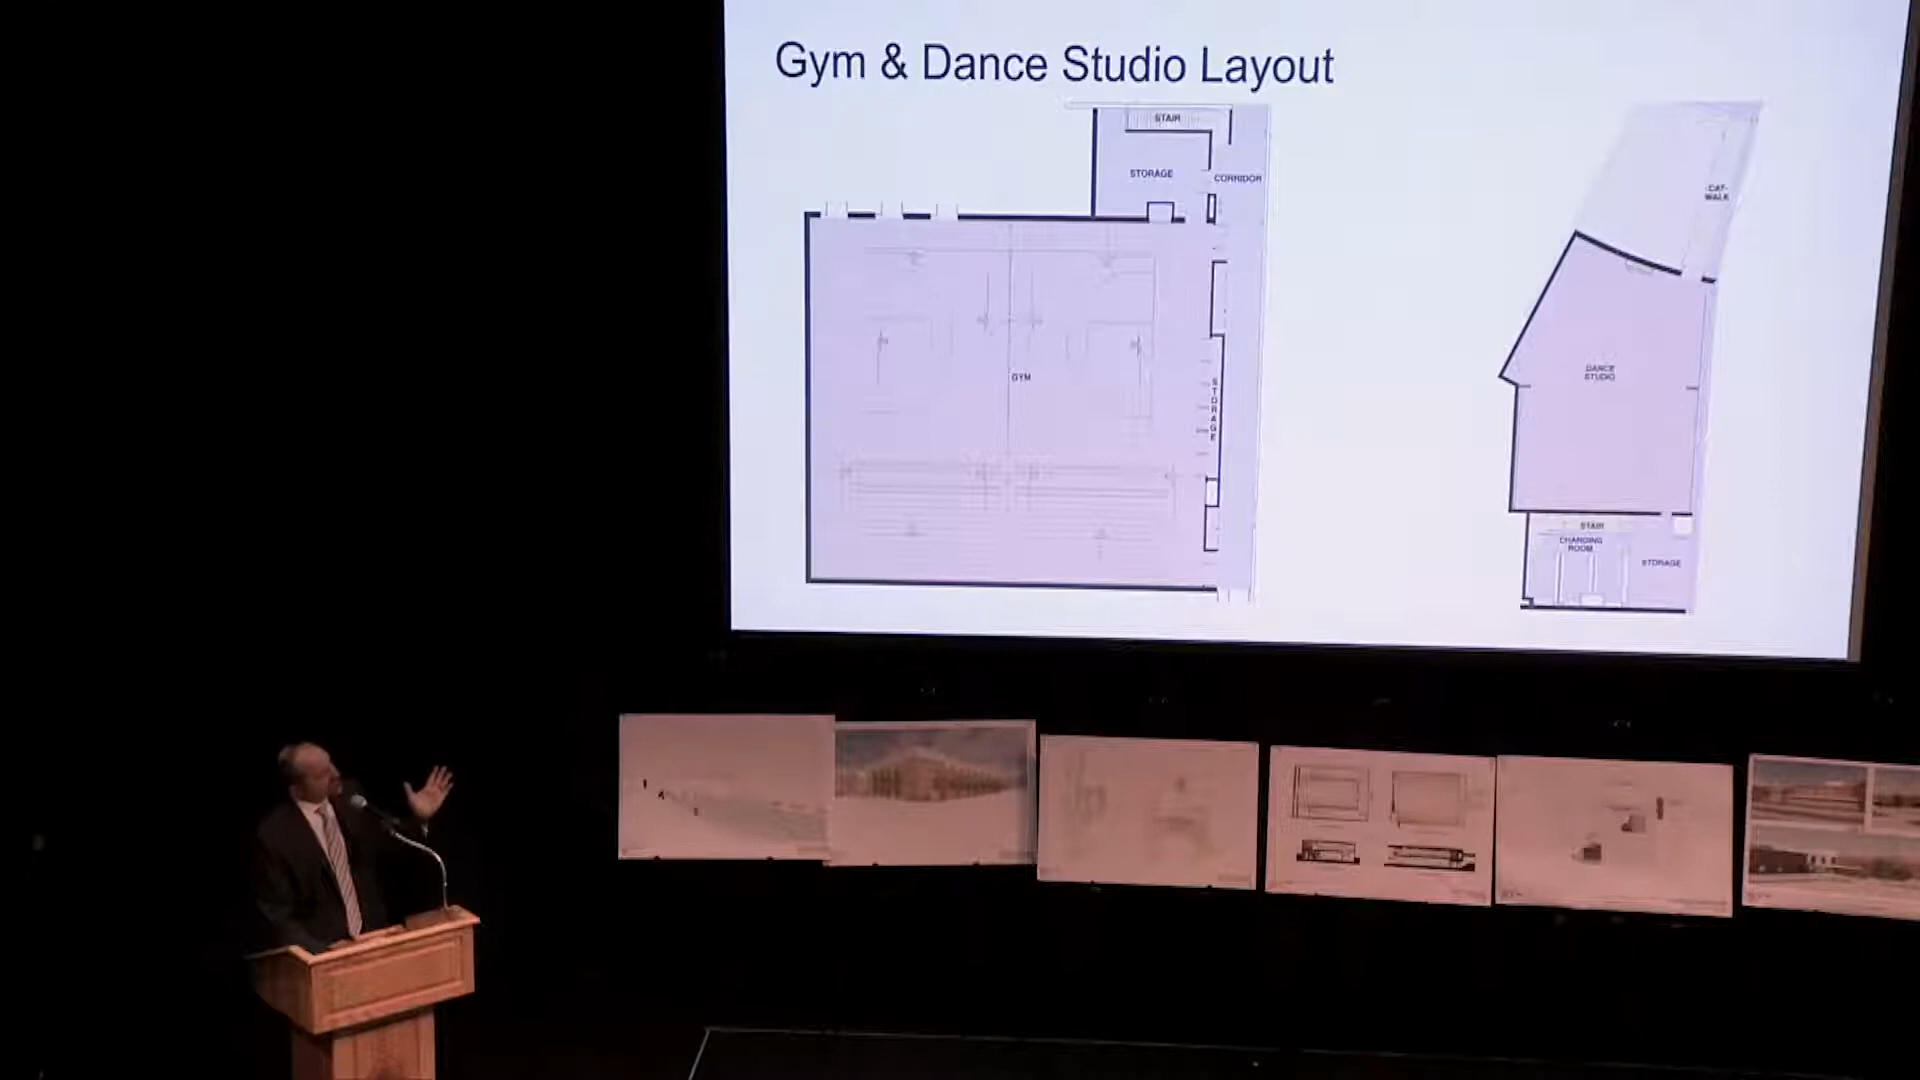 Gym & Dance Studio Layout
STAIR
STORAGE
CORRIDOR
GYM
STORAGE
CAT-
WALK
DANCE
STUDIO
STAIR
CHANGING
ROOM
STORAGE